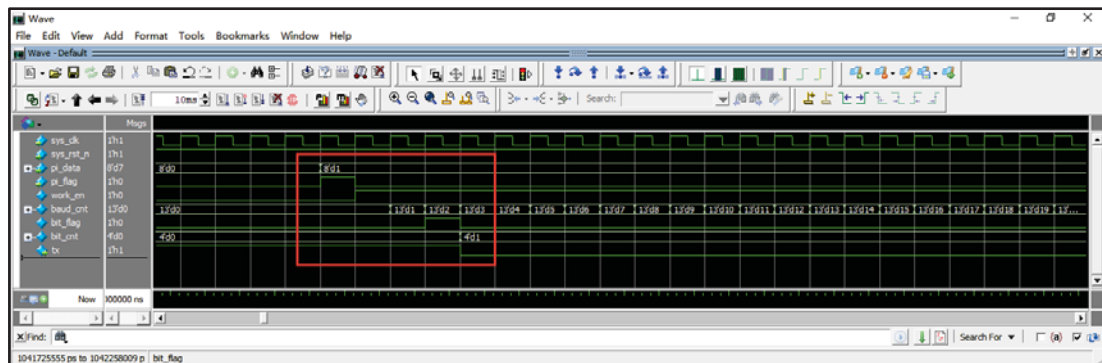 Wave
File Edit View Add Format Tools Bookmarks Window Help
Wave - Default
10ms
Search:
Msgs
sys_clk 1'h1
sys_rst_n 1'h1
pi_data 8'd7 8'd0 8'd1
pi_flag 1'h0
work_en 1'h0
baud_cnt 13'd0 13'd0 13'd1 13'd2 13'd3 13'd4 13'd5 13'd6 13'd7 13'd8 13'd9 13'd10 13'd11 13'd12 13'd13 13'd14 13'd15 13'd16 13'd17 13'd18 13'd19 13'...
bit_flag 1'h0
bit_cnt 4'd0 4'd0 4'd1
tx 1'h1
Now 00000 ns
Find: Search For (a)
1041725555 ps to 1042258009 p bit_flag